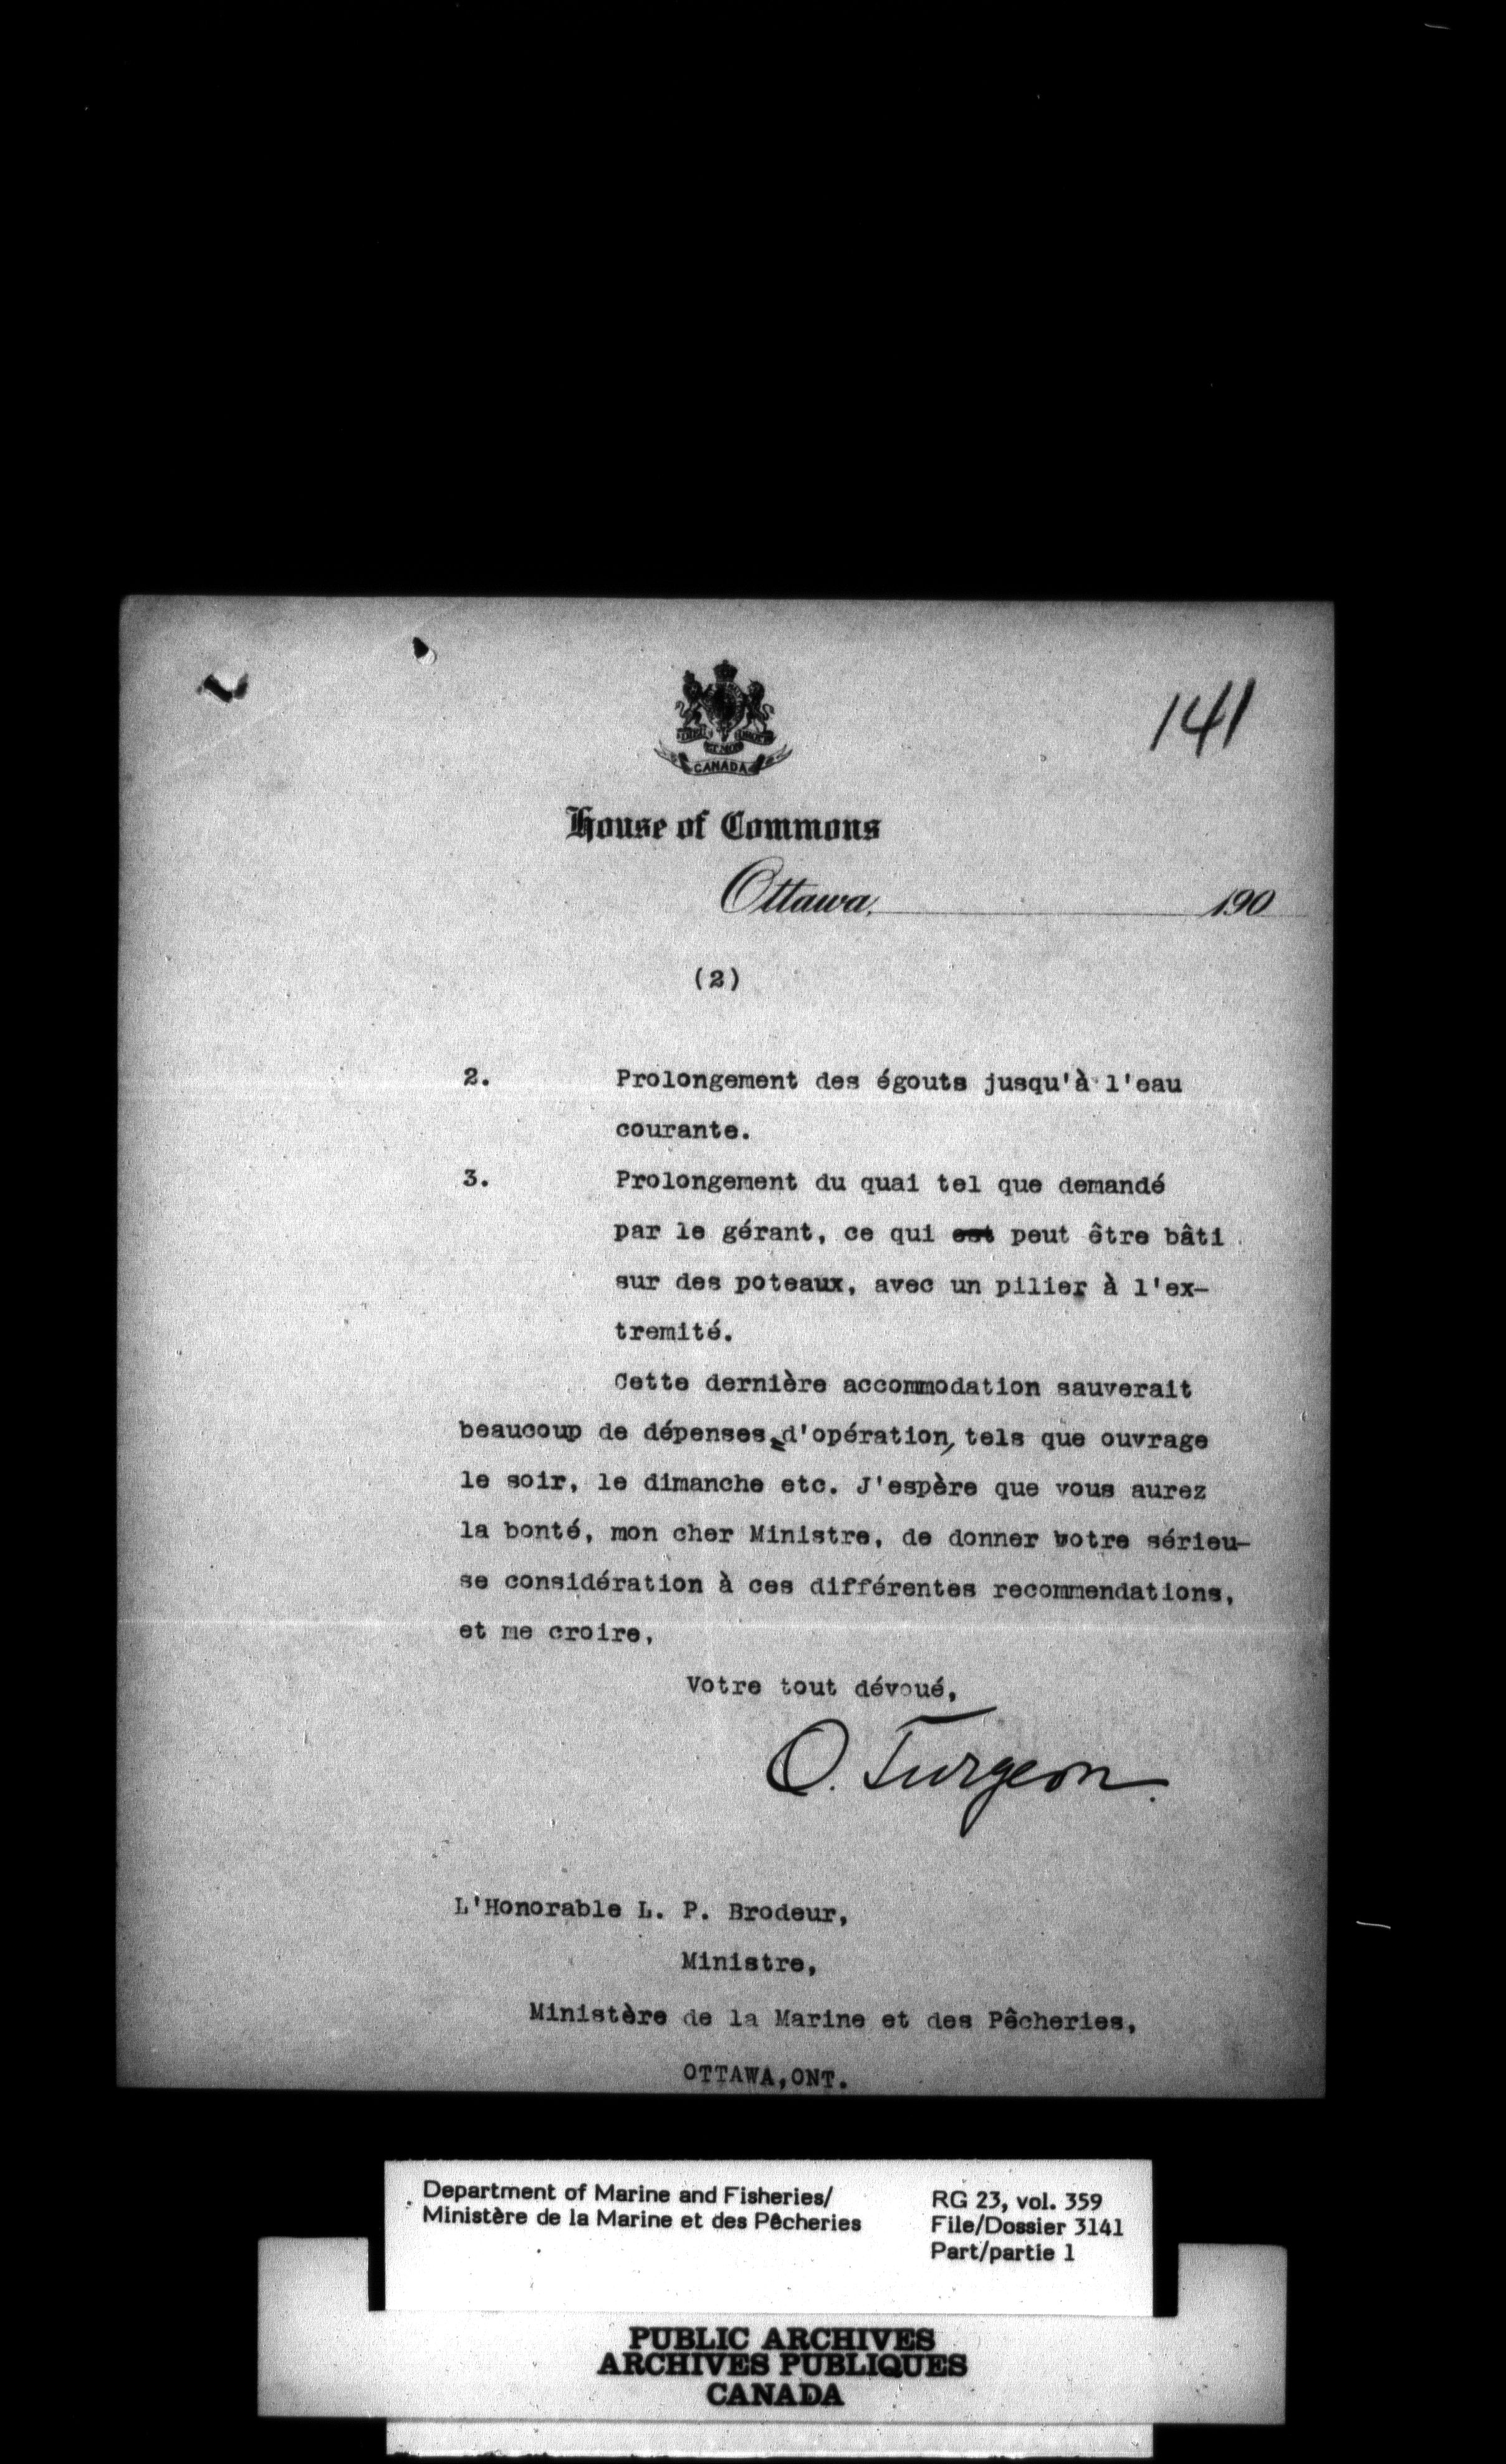 141
CANADA
House of Commons
Ottawa, 190
(2)
2. Prolongement des égouts jusqu'à l'eau
courante.
3. Prolongement du quai tel que demandé
par le gérant, ce qui est peut être bâti
sur des poteaux, avec un pilier à l'ex-
tremité.
Cette dernière accommodation sauverait
beaucoup de dépenses d'opération, tels que ouvrage
le soir, le dimanche etc. J'espère que vous aurez
la bonté, mon cher Ministre, de donner votre sérieu-
se considération à ces différentes recommendations,
et me croire,
Votre tout dévoué,
O. Turgeon.
L'Honorable L. P. Brodeur,
Ministre,
Ministère de la Marine et des Pêcheries,
OTTAWA, ONT.
Department of Marine and Fisheries/
Ministère de la Marine et des Pêcheries
RG 23, vol. 359
File/Dossier 3141
Part/partie 1
PUBLIC ARCHIVES
ARCHIVES PUBLIQUES
CANADA